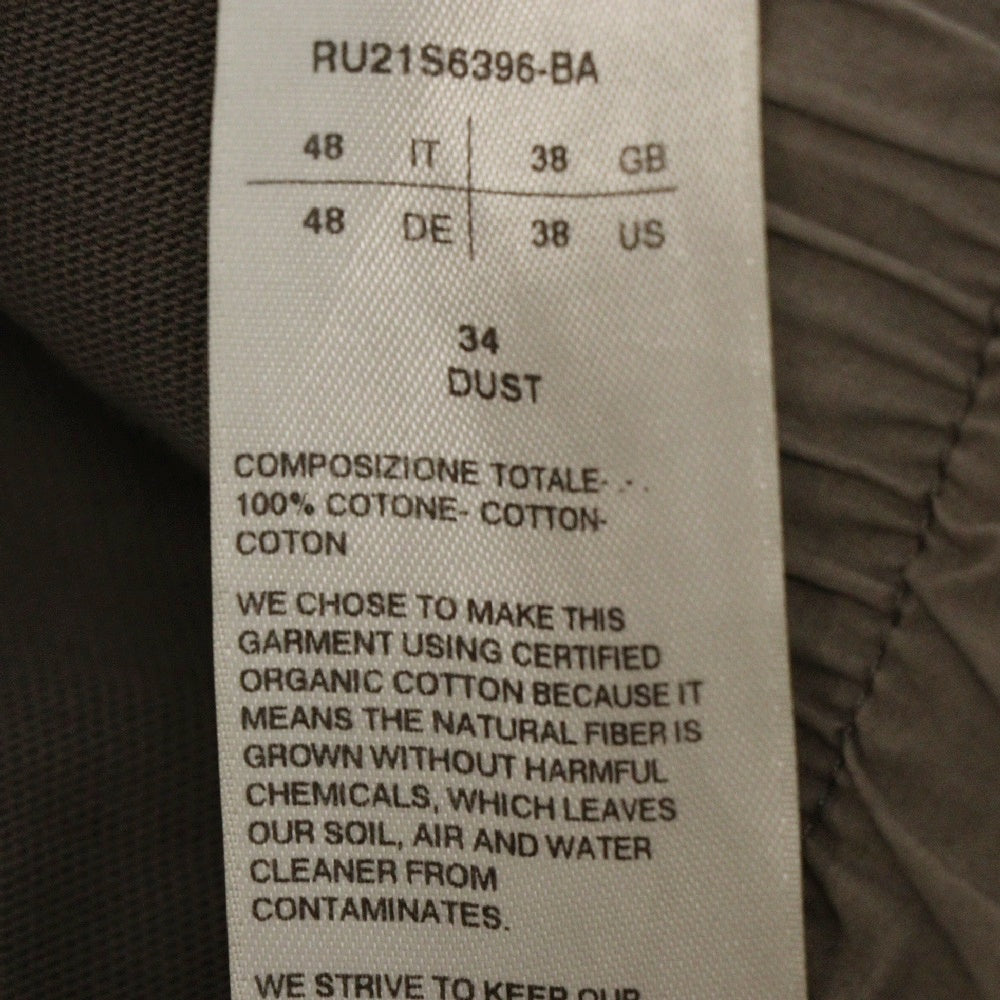 RU21S6396-BA
48 IT 38 GB
48 DE 38 US
34
DUST
COMPOSIZIONE TOTALE- . - .
100% COTONE- COTTON-
COTON
WE CHOSE TO MAKE THIS
GARMENT USING CERTIFIED
ORGANIC COTTON BECAUSE IT
MEANS THE NATURAL FIBER IS
GROWN WITHOUT HARMFUL
CHEMICALS, WHICH LEAVES
OUR SOIL, AIR AND WATER
CLEANER FROM
CONTAMINATES.
WE STRIVE TO KEEP OUR